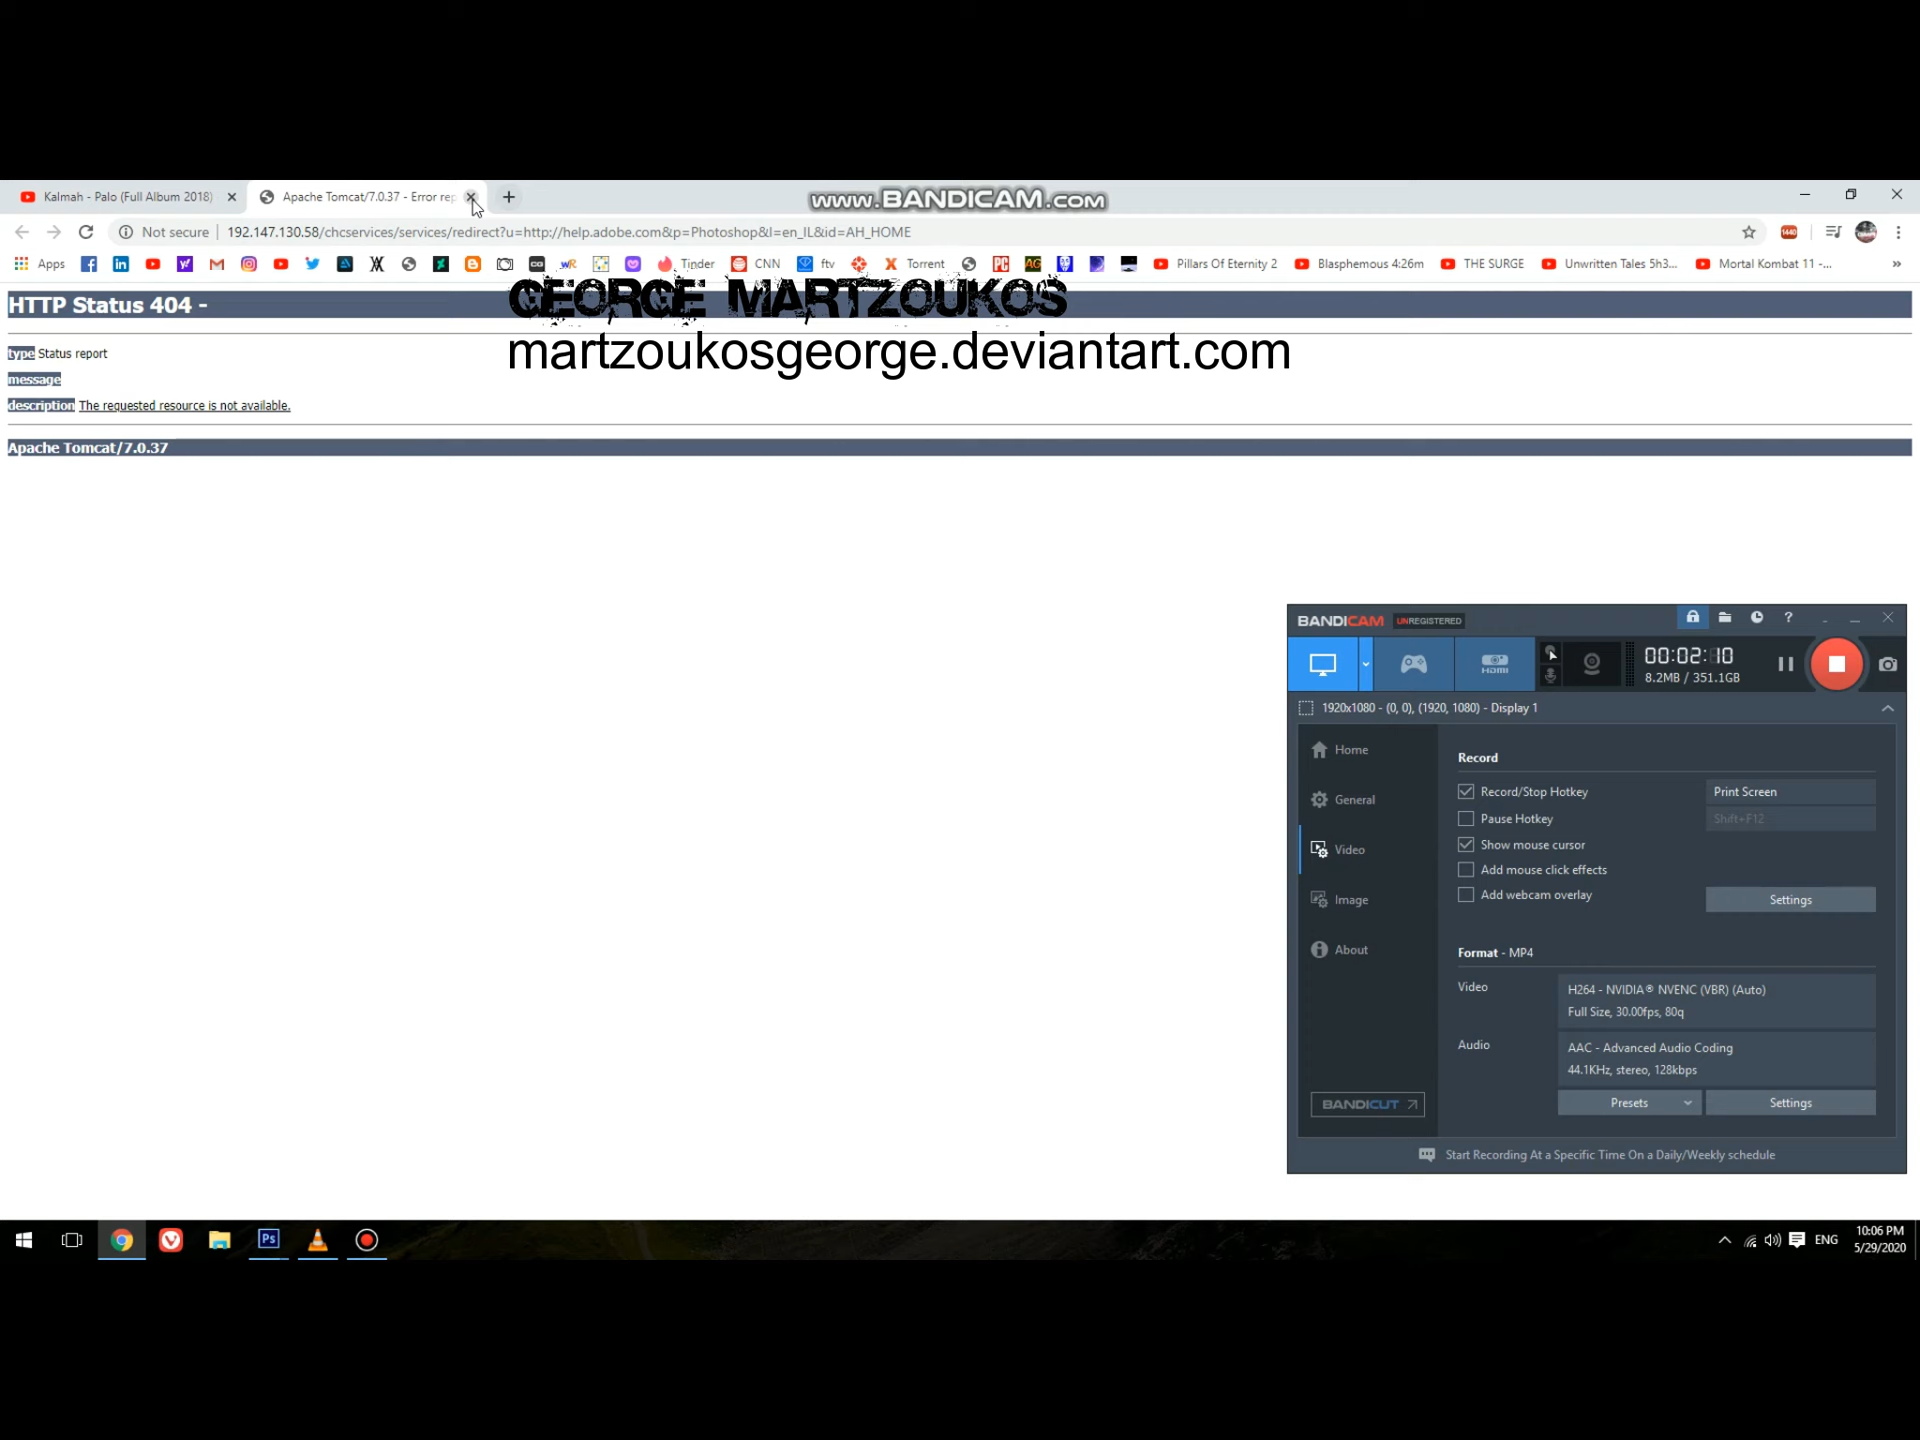 Kalmah - Palo (Full Album 2018)
Apache Tomcat/7.0.37 - Error rep
www.BANDICAM.com
Not secure
192.147.130.58/chcservices/services/redirect?u=http://help.adobe.com&p=Photoshop&l=en_IL&id=AH_HOME
1440
Apps
wR
Tinder
CNN
ftv
Torrent
PC
AG
Pillars Of Eternity 2
Blasphemous 4:26m
THE SURGE
Unwritten Tales 5h3...
Mortal Kombat 11 -...
HTTP Status 404 -
GEORGE MARTZOUKOS
martzoukosgeorge.deviantart.com
type Status report
message
description The requested resource is not available.
Apache Tomcat/7.0.37
BANDICAM UNREGISTERED
HDMI
00:02:10
8.2MB / 351.1GB
1920x1080 - (0, 0), (1920, 1080) - Display 1
Home
General
Video
Image
About
BANDICUT
Record
Record/Stop Hotkey
Print Screen
Pause Hotkey
Shift+F12
Show mouse cursor
Add mouse click effects
Add webcam overlay
Settings
Format - MP4
Video
H264 - NVIDIA® NVENC (VBR) (Auto)
Full Size, 30.00fps, 80q
Audio
AAC - Advanced Audio Coding
44.1KHz, stereo, 128kbps
Presets
Settings
Start Recording At a Specific Time On a Daily/Weekly schedule
Ps
ENG
10:06 PM
5/29/2020